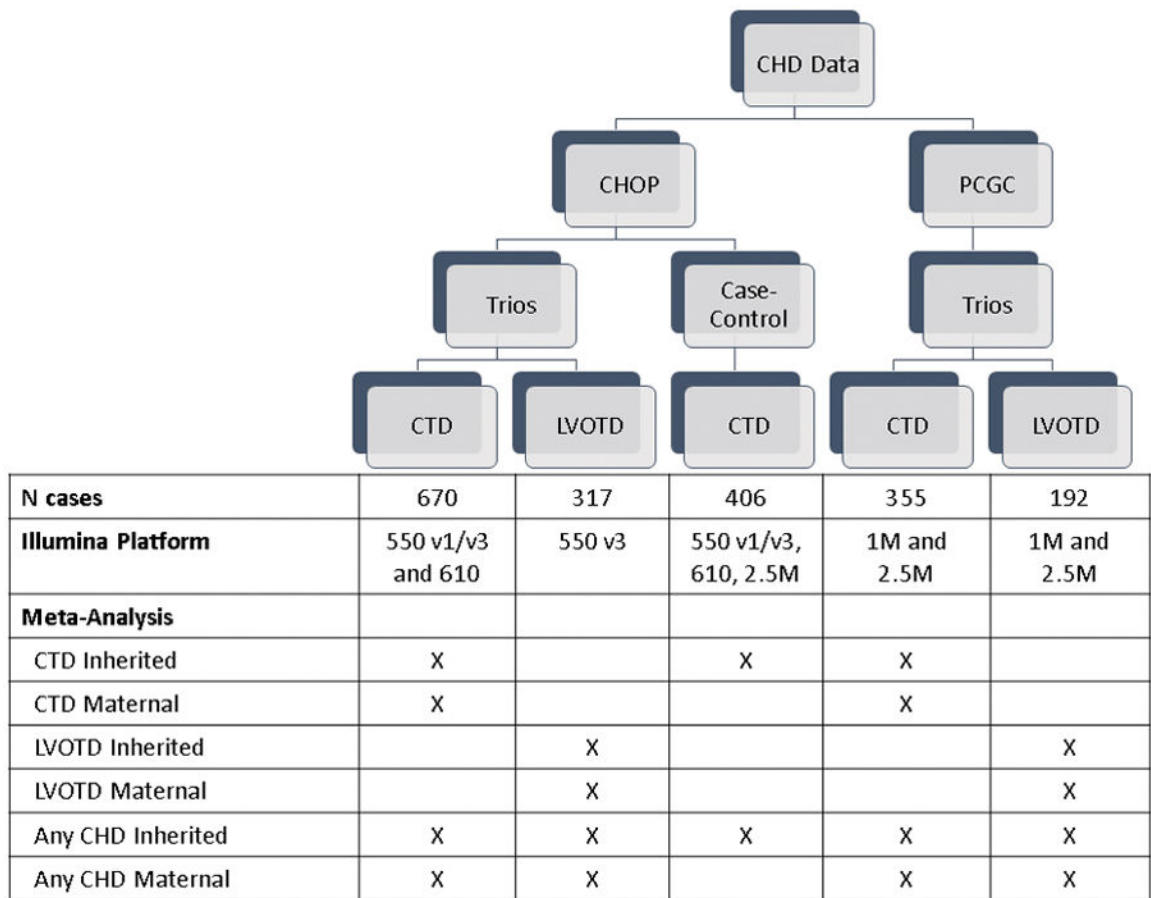 CHD Data
CHOP
PCGC
Trios
Case-
Control
Trios
CTD
LVOTD
CTD
CTD
LVOTD
N cases 670 317 406 355 192
Illumina Platform 550 v1/v3 550 v3 550 v1/v3, 1M and 1M and
and 610 610, 2.5M 2.5M 2.5M
Meta-Analysis
CTD Inherited X X X
CTD Maternal X X
LVOTD Inherited X X
LVOTD Maternal X X
Any CHD Inherited X X X X X
Any CHD Maternal X X X X